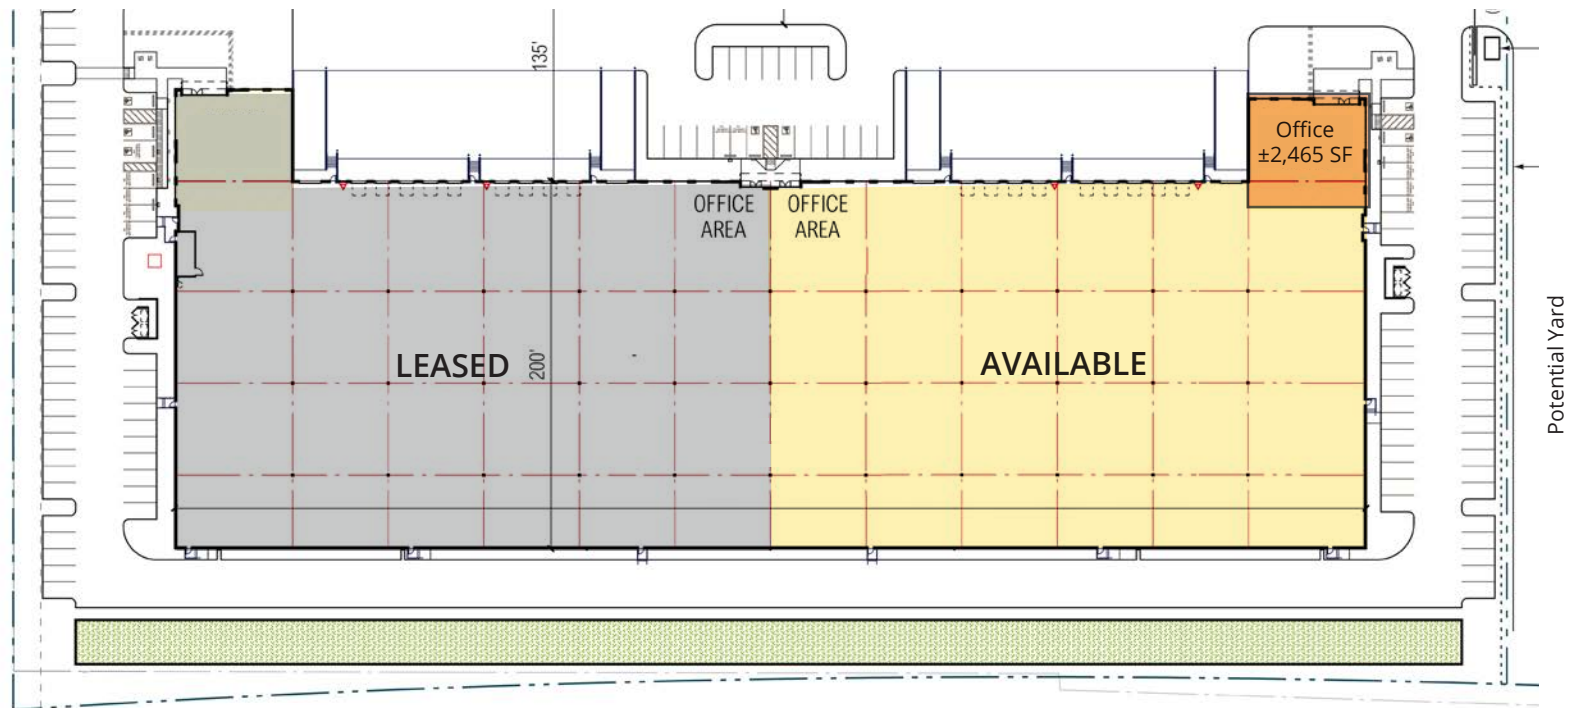 135'
Office
±2,465 SF
OFFICE
AREA
OFFICE
AREA
LEASED
200'
AVAILABLE
Potential Yard